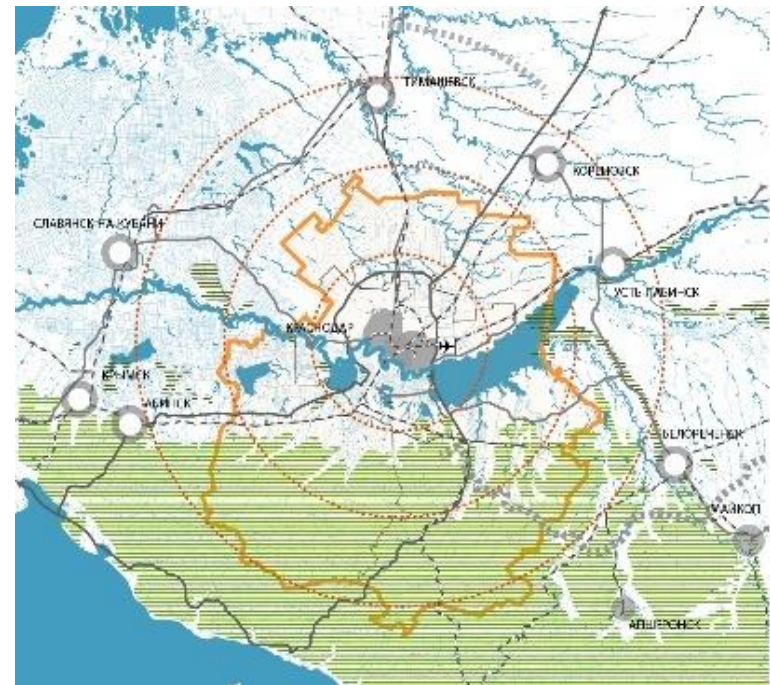 ТИМАШЕВСК
КОРЕНОВСК
СЛАВЯНСК-НА-КУБАНИ
УСТЬ-ЛАБИНСК
КРАСНОДАР
КРЫМСК
АБИНСК
БЕЛОРЕЧЕНСК
МАЙКОП
АПШЕРОНСК